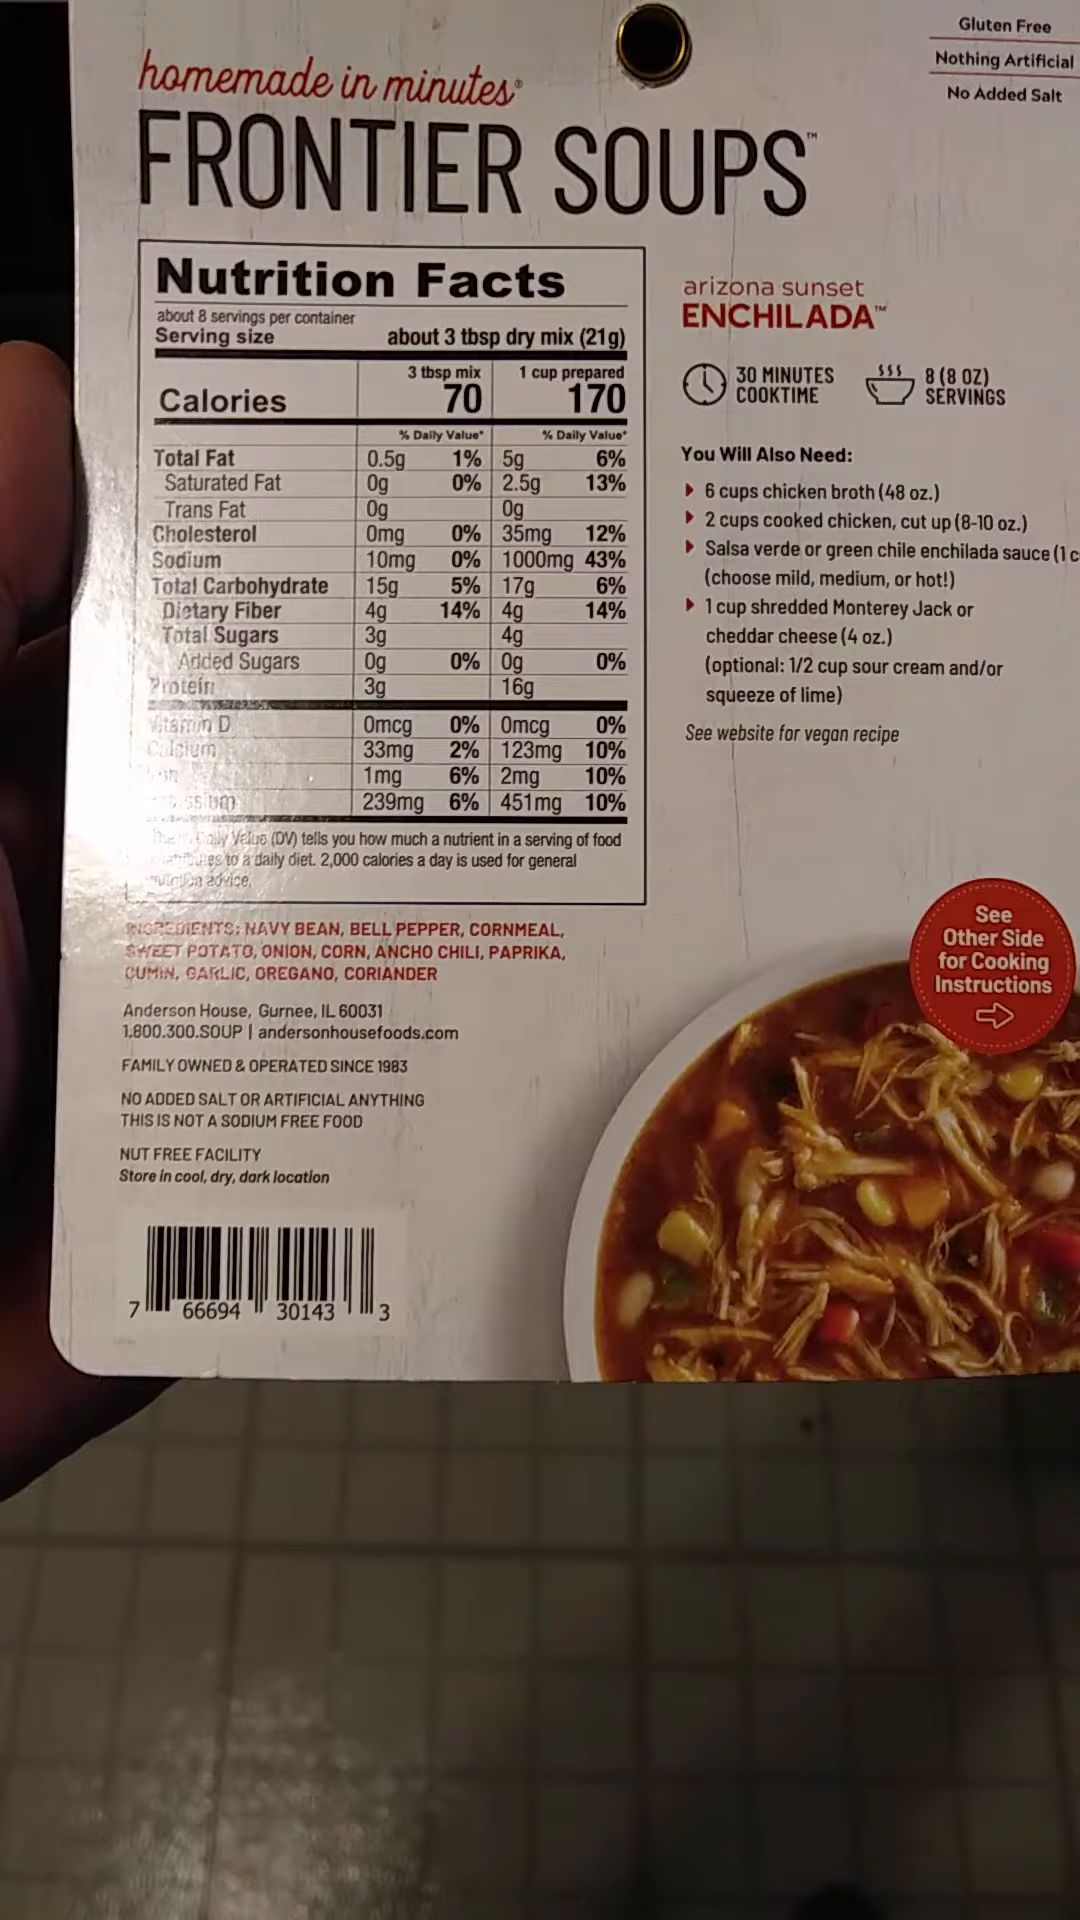 Gluten Free
Nothing Artificial
No Added Salt
homemade in minutes®
FRONTIER SOUPS™
Nutrition Facts
about 8 servings per container
Serving size about 3 tbsp dry mix (21g)
3 tbsp mix 1 cup prepared
Calories 70 170
% Daily Value* % Daily Value*
Total Fat 0.5g 1% 5g 6%
Saturated Fat 0g 0% 2.5g 13%
Trans Fat 0g 0g
Cholesterol 0mg 0% 35mg 12%
Sodium 10mg 0% 1000mg 43%
Total Carbohydrate 15g 5% 17g 6%
Dietary Fiber 4g 14% 4g 14%
Total Sugars 3g 4g
Added Sugars 0g 0% 0g 0%
Protein 3g 16g
Vitamin D 0mcg 0% 0mcg 0%
Calcium 33mg 2% 123mg 10%
1mg 6% 2mg 10%
239mg 6% 451mg 10%
Daily Value (DV) tells you how much a nutrient in a serving of food
to a daily diet. 2,000 calories a day is used for general
nutrition advice.
INGREDIENTS: NAVY BEAN, BELL PEPPER, CORNMEAL,
SWEET POTATO, ONION, CORN, ANCHO CHILI, PAPRIKA,
CUMIN, GARLIC, OREGANO, CORIANDER
Anderson House, Gurnee, IL 60031
1.800.300.SOUP | andersonhousefoods.com
FAMILY OWNED & OPERATED SINCE 1983
NO ADDED SALT OR ARTIFICIAL ANYTHING
THIS IS NOT A SODIUM FREE FOOD
NUT FREE FACILITY
Store in cool, dry, dark location
7 66694 30143 3
arizona sunset
ENCHILADA™
30 MINUTES
COOKTIME
8 (8 OZ)
SERVINGS
You Will Also Need:
6 cups chicken broth (48 oz.)
2 cups cooked chicken, cut up (8-10 oz.)
Salsa verde or green chile enchilada sauce (1 c
(choose mild, medium, or hot!)
1 cup shredded Monterey Jack or
cheddar cheese (4 oz.)
(optional: 1/2 cup sour cream and/or
squeeze of lime)
See website for vegan recipe
See
Other Side
for Cooking
Instructions